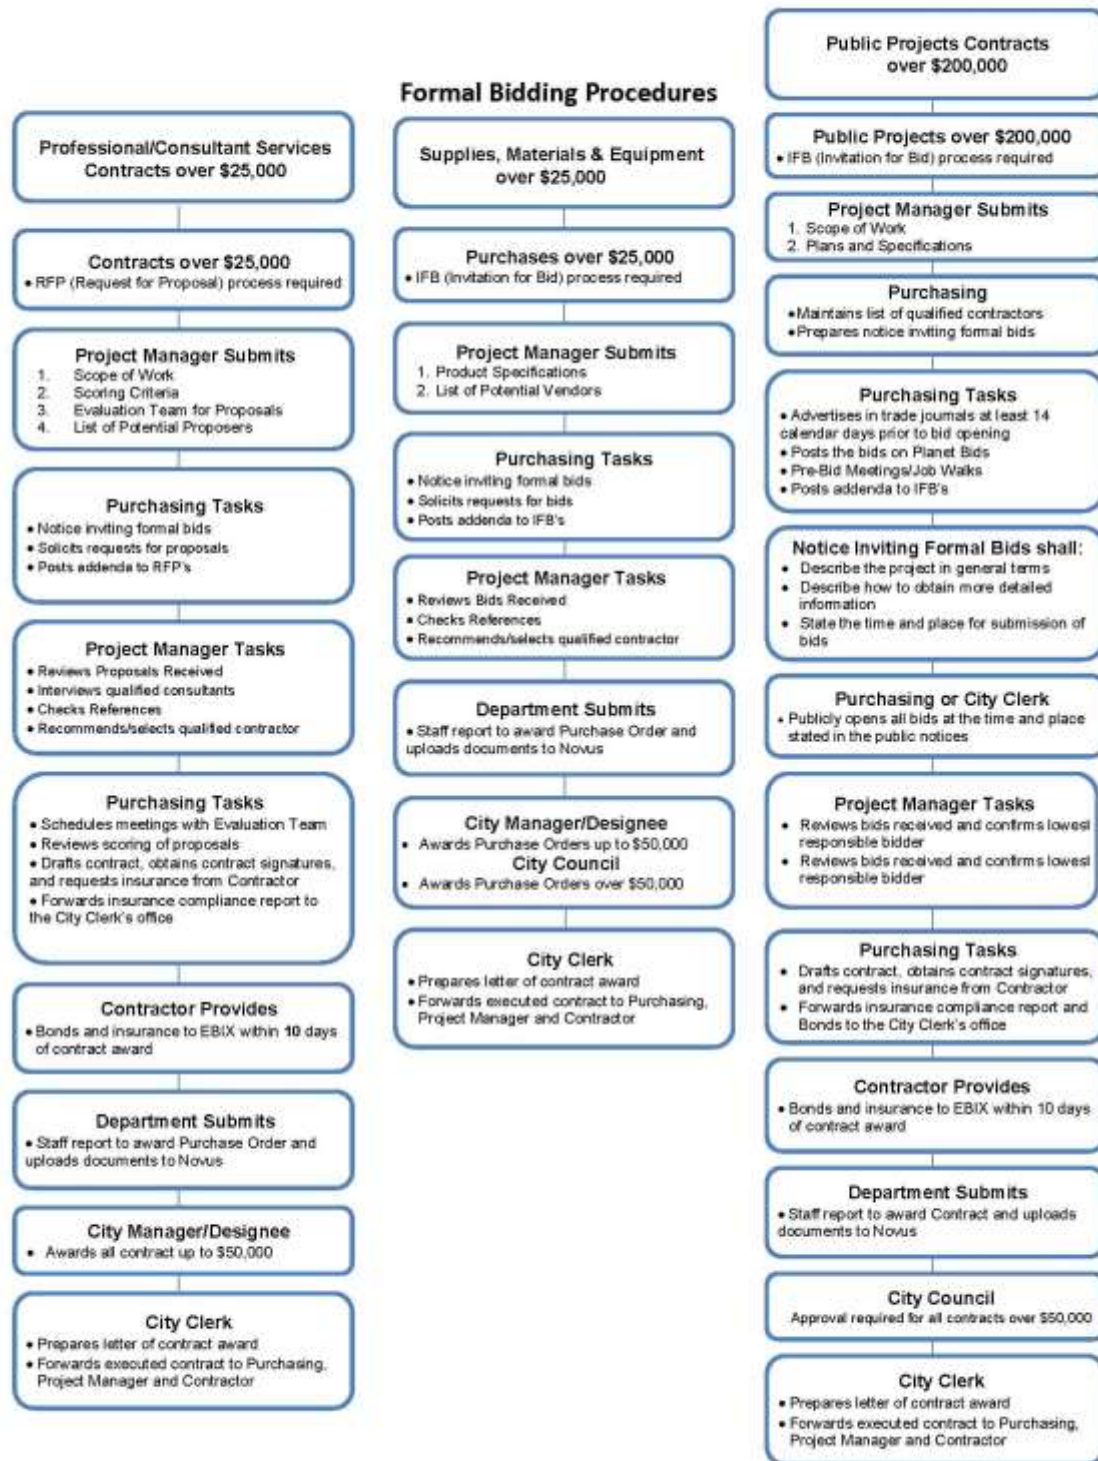 Formal Bidding Procedures
Professional/Consultant Services
Contracts over $25,000
Contracts over $25,000
• RFP (Request for Proposal) process required
Project Manager Submits
1. Scope of Work
2. Scoring Criteria
3. Evaluation Team for Proposals
4. List of Potential Proposers
Purchasing Tasks
• Notice inviting formal bids
• Solicits requests for proposals
• Posts addenda to RFP's
Project Manager Tasks
• Reviews Proposals Received
• Interviews qualified consultants
• Checks References
• Recommends/selects qualified contractor
Purchasing Tasks
• Schedules meetings with Evaluation Team
• Reviews scoring of proposals
• Drafts contract, obtains contract signatures,
and requests insurance from Contractor
• Forwards insurance compliance report to
the City Clerk's office
Contractor Provides
• Bonds and insurance to EBIX within 10 days
of contract award
Department Submits
• Staff report to award Purchase Order and
uploads documents to Novus
City Manager/Designee
• Awards all contract up to $50,000
City Clerk
• Prepares letter of contract award
• Forwards executed contract to Purchasing,
Project Manager and Contractor
Supplies, Materials & Equipment
over $25,000
Purchases over $25,000
• IFB (Invitation for Bid) process required
Project Manager Submits
1. Product Specifications
2. List of Potential Vendors
Purchasing Tasks
• Notice inviting formal bids
• Solicits requests for bids
• Posts addenda to IFB's
Project Manager Tasks
• Reviews Bids Received
• Checks References
• Recommends/selects qualified contractor
Department Submits
• Staff report to award Purchase Order and
uploads documents to Novus
City Manager/Designee
• Awards Purchase Orders up to $50,000
City Council
• Awards Purchase Orders over $50,000
City Clerk
• Prepares letter of contract award
• Forwards executed contract to Purchasing,
Project Manager and Contractor
Public Projects Contracts
over $200,000
Public Projects over $200,000
• IFB (Invitation for Bid) process required
Project Manager Submits
1. Scope of Work
2. Plans and Specifications
Purchasing
• Maintains list of qualified contractors
• Prepares notice inviting formal bids
Purchasing Tasks
• Advertises in trade journals at least 14
calendar days prior to bid opening
• Posts the bids on Planet Bids
• Pre-Bid Meetings/Job Walks
• Posts addenda to IFB's
Notice Inviting Formal Bids shall:
• Describe the project in general terms
• Describe how to obtain more detailed
information
• State the time and place for submission of
bids
Purchasing or City Clerk
• Publicly opens all bids at the time and place
stated in the public notices
Project Manager Tasks
• Reviews bids received and confirms lowest
responsible bidder
• Reviews bids received and confirms lowest
responsible bidder
Purchasing Tasks
• Drafts contract, obtains contract signatures,
and requests insurance from Contractor
• Forwards insurance compliance report and
Bonds to the City Clerk's office
Contractor Provides
• Bonds and insurance to EBIX within 10 days
of contract award
Department Submits
• Staff report to award Contract and uploads
documents to Novus
City Council
Approval required for all contracts over $50,000
City Clerk
• Prepares letter of contract award
• Forwards executed contract to Purchasing,
Project Manager and Contractor